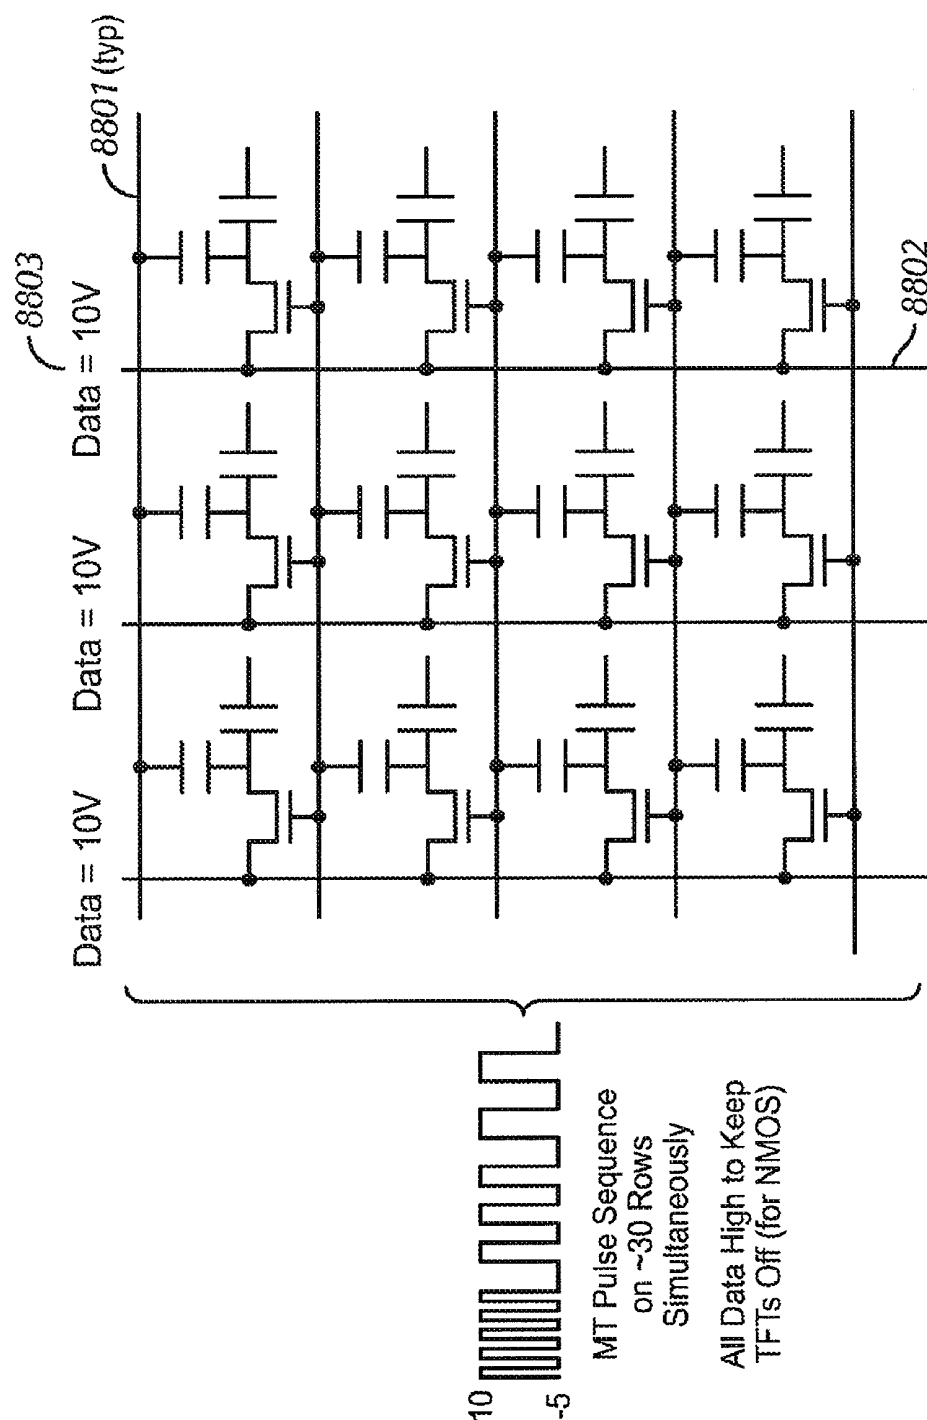 8801 (typ)
8803
Data = 10V
Data = 10V
Data = 10V
8802
10
-5
MT Pulse Sequence
on ~30 Rows
Simultaneously
All Data High to Keep
TFTs Off (for NMOS)